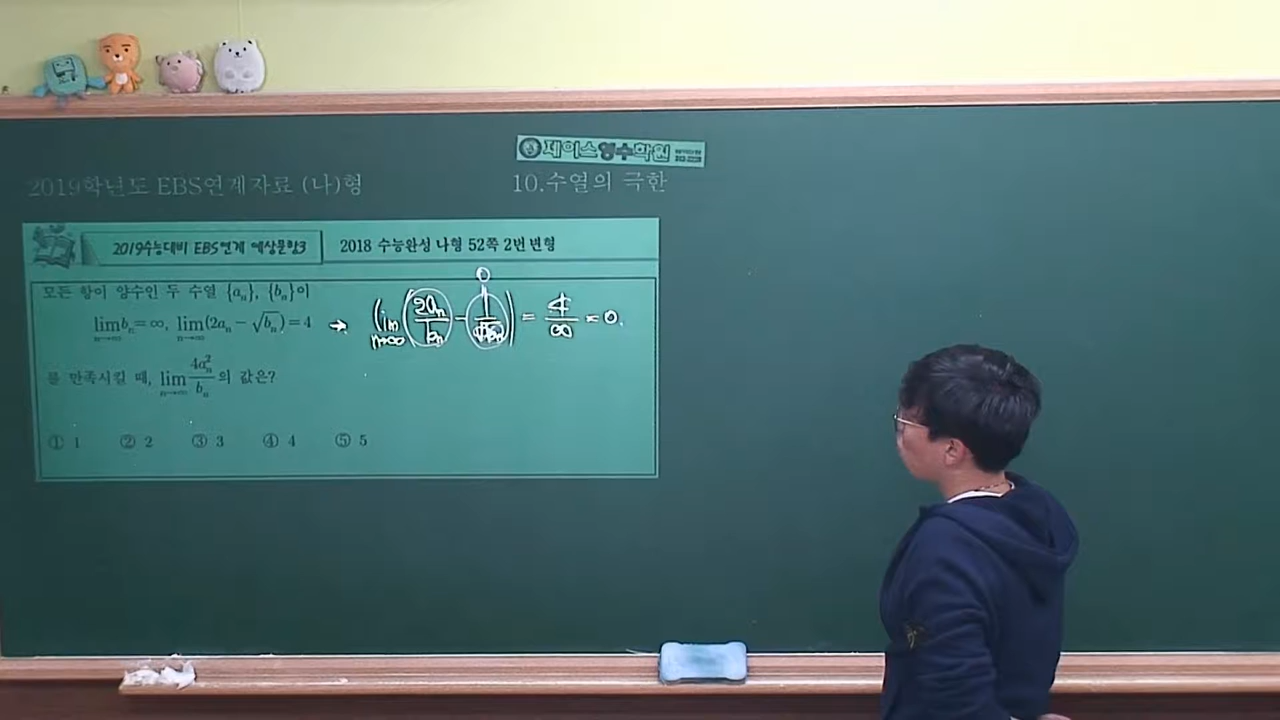 제이스영수학원
2019학년도 EBS연계자료 (나)형
10.수열의 극한
2019수능대비 EBS연계 예상문항3
2018 수능완성 나형 52쪽 2번 변형
모든 항이 양수인 두 수열 {aₙ}, {bₙ}이
lim n→∞ bₙ=∞, lim n→∞ (2aₙ-√bₙ)=4
를 만족시킬 때, lim n→∞ 4aₙ²/bₙ의 값은?
① 1 ② 2 ③ 3 ④ 4 ⑤ 5
→ (lim n→∞ (2aₙ/bₙ - 1/√bₙ)) = 4/∞ = 0.
0